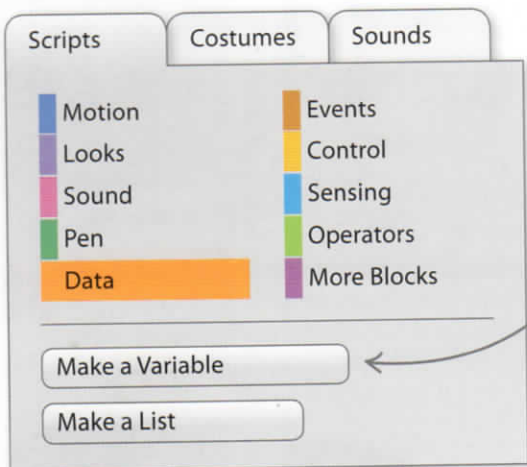 Scripts Costumes Sounds
Motion Events
Looks Control
Sound Sensing
Pen Operators
Data More Blocks
Make a Variable
Make a List